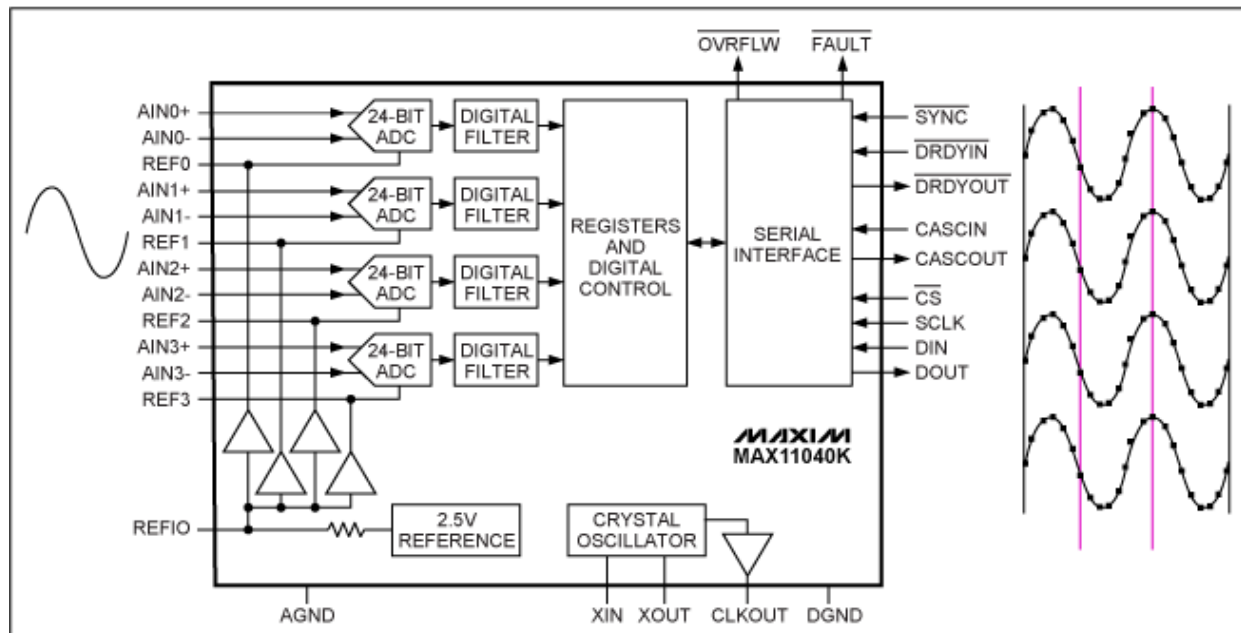 OVRFLW
FAULT
AIN0+
AIN0-
REF0
AIN1+
AIN1-
REF1
AIN2+
AIN2-
REF2
AIN3+
AIN3-
REF3
REFIO
24-BIT
ADC
DIGITAL
FILTER
24-BIT
ADC
DIGITAL
FILTER
24-BIT
ADC
DIGITAL
FILTER
24-BIT
ADC
DIGITAL
FILTER
REGISTERS
AND
DIGITAL
CONTROL
SERIAL
INTERFACE
SYNC
DRDYIN
DRDYOUT
CASCIN
CASCOUT
CS
SCLK
DIN
DOUT
MAXIM
MAX11040K
2.5V
REFERENCE
CRYSTAL
OSCILLATOR
AGND
XIN
XOUT
CLKOUT
DGND